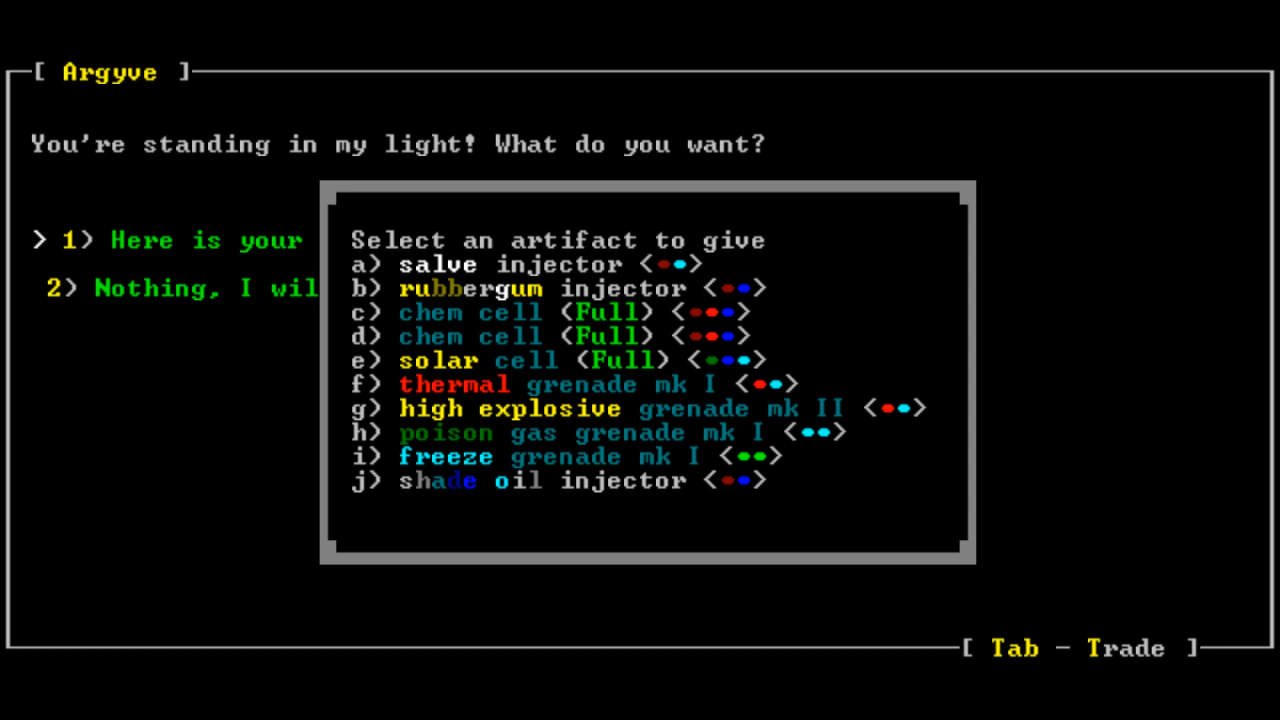 [ Argyve ]
You're standing in my light! What do you want?
> 1) Here is your
2) Nothing, I wil
Select an artifact to give
a) salve injector <••>
b) rubbergum injector <••>
c) chem cell (Full) <•••>
d) chem cell (Full) <•••>
e) solar cell (Full) <•••>
f) thermal grenade mk I <••>
g) high explosive grenade mk II <••>
h) poison gas grenade mk I <••>
i) freeze grenade mk I <••>
j) shade oil injector <••>
[ Tab - Trade ]